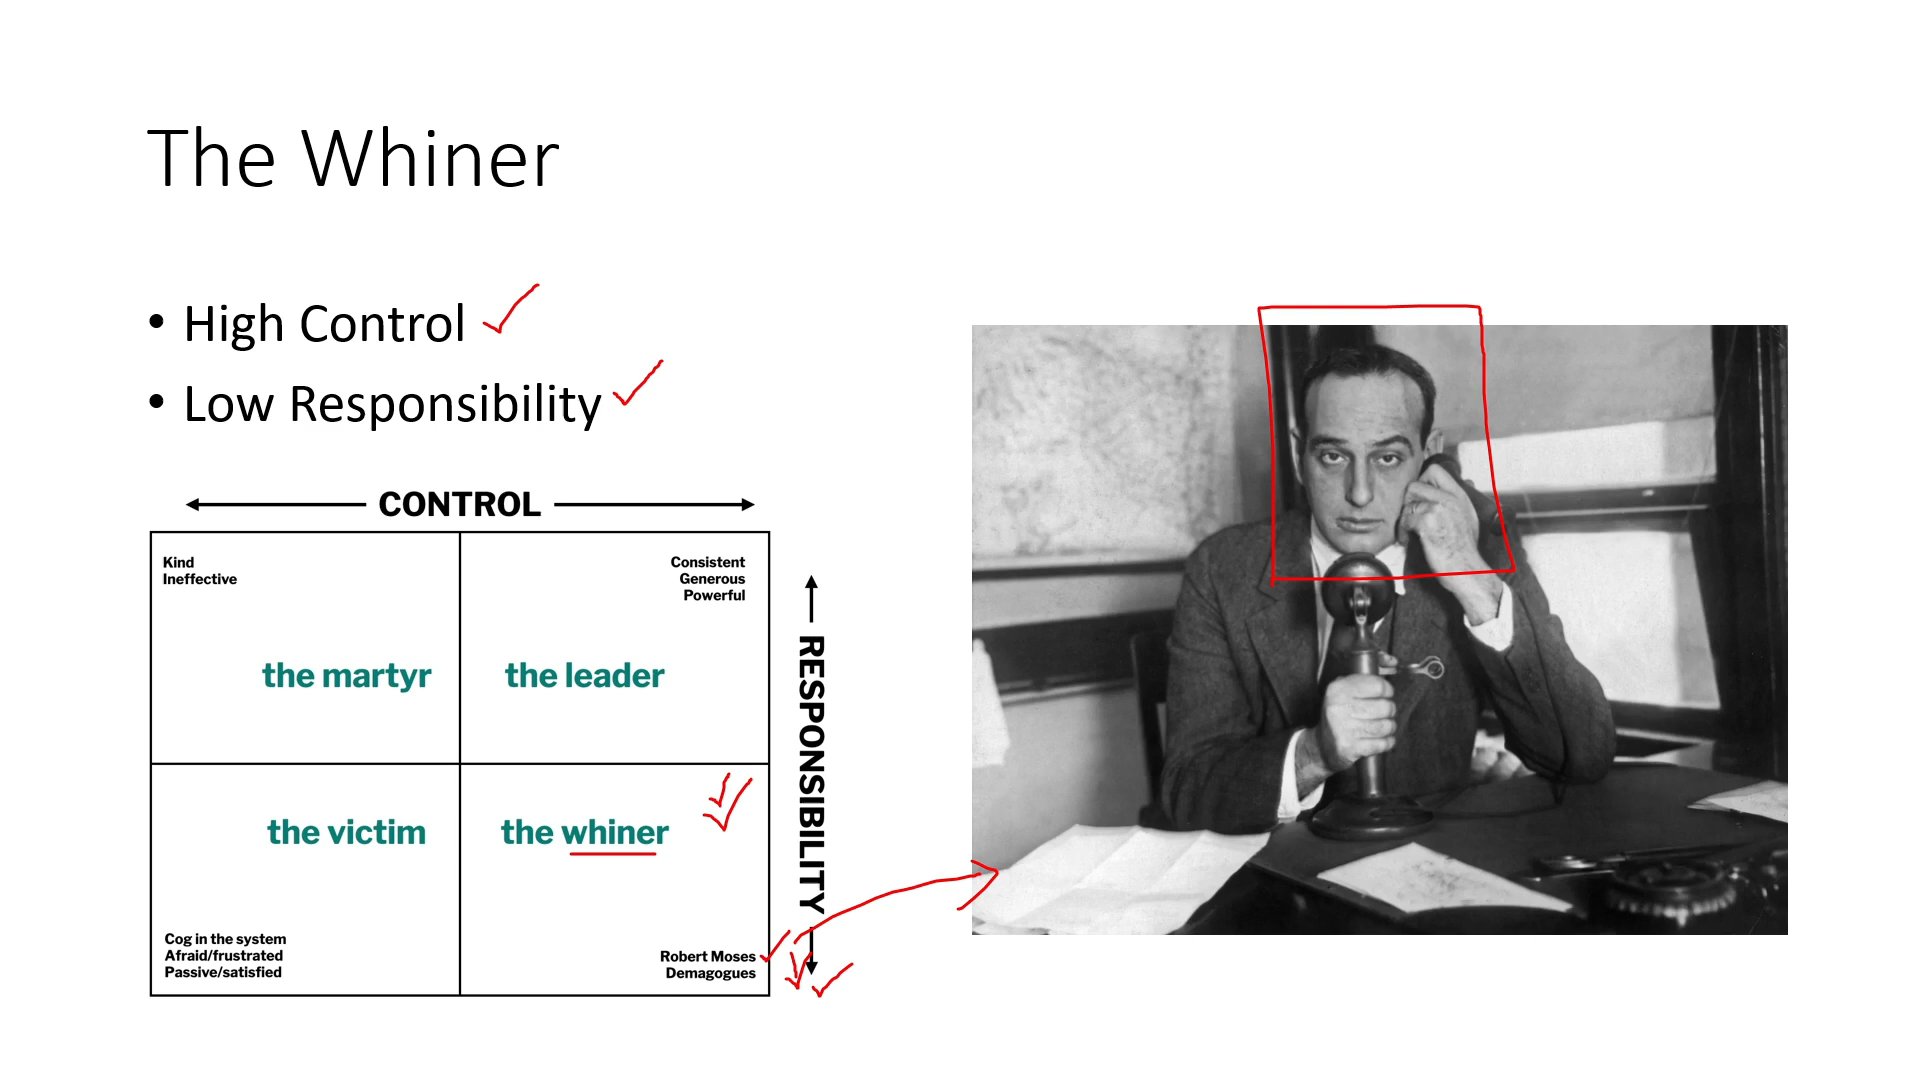 The Whiner
• High Control
• Low Responsibility
CONTROL
Kind
Ineffective
Consistent
Generous
Powerful
the martyr
the leader
RESPONSIBILITY
the victim
the whiner
Cog in the system
Afraid/frustrated
Passive/satisfied
Robert Moses
Demagogues